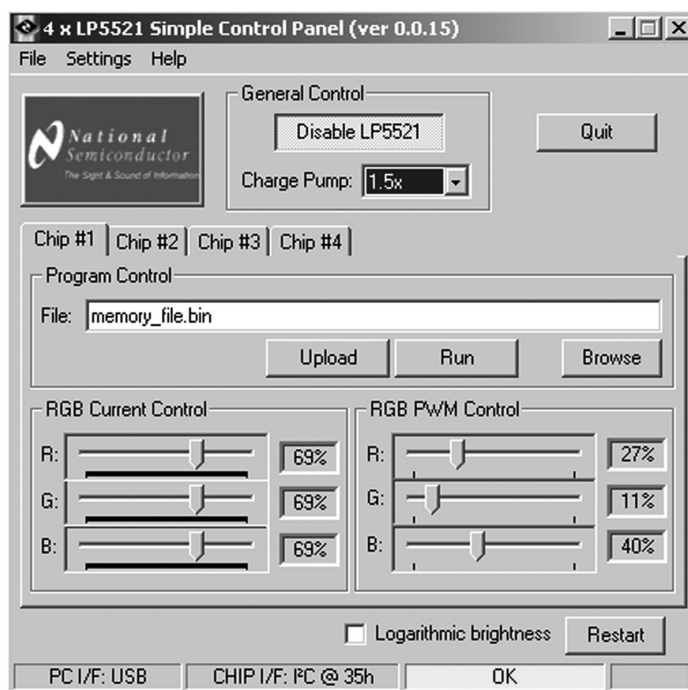 4 x LP5521 Simple Control Panel (ver 0.0.15)
File Settings Help
National
Semiconductor
The Sight & Sound of Information
General Control
Disable LP5521
Charge Pump: 1.5x
Quit
Chip #1 Chip #2 Chip #3 Chip #4
Program Control
File: memory_file.bin
Upload Run Browse
RGB Current Control
R: 69%
G: 69%
B: 69%
RGB PWM Control
R: 27%
G: 11%
B: 40%
Logarithmic brightness Restart
PC I/F: USB CHIP I/F: I²C @ 35h OK